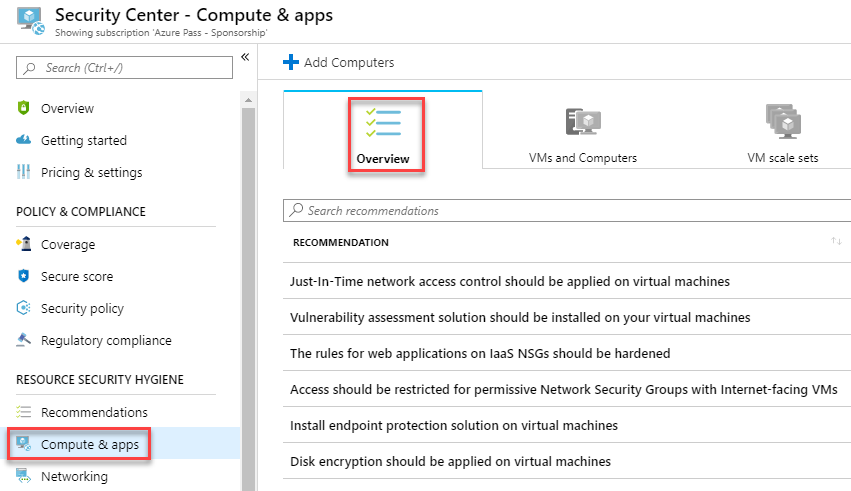 Security Center - Compute & apps
Showing subscription 'Azure Pass - Sponsorship'
Search (Ctrl+/)
«
Overview
Getting started
Pricing & settings
POLICY & COMPLIANCE
Coverage
Secure score
Security policy
Regulatory compliance
RESOURCE SECURITY HYGIENE
Recommendations
Compute & apps
Networking
Add Computers
Overview
VMs and Computers
VM scale sets
Search recommendations
RECOMMENDATION
Just-In-Time network access control should be applied on virtual machines
Vulnerability assessment solution should be installed on your virtual machines
The rules for web applications on IaaS NSGs should be hardened
Access should be restricted for permissive Network Security Groups with Internet-facing VMs
Install endpoint protection solution on virtual machines
Disk encryption should be applied on virtual machines